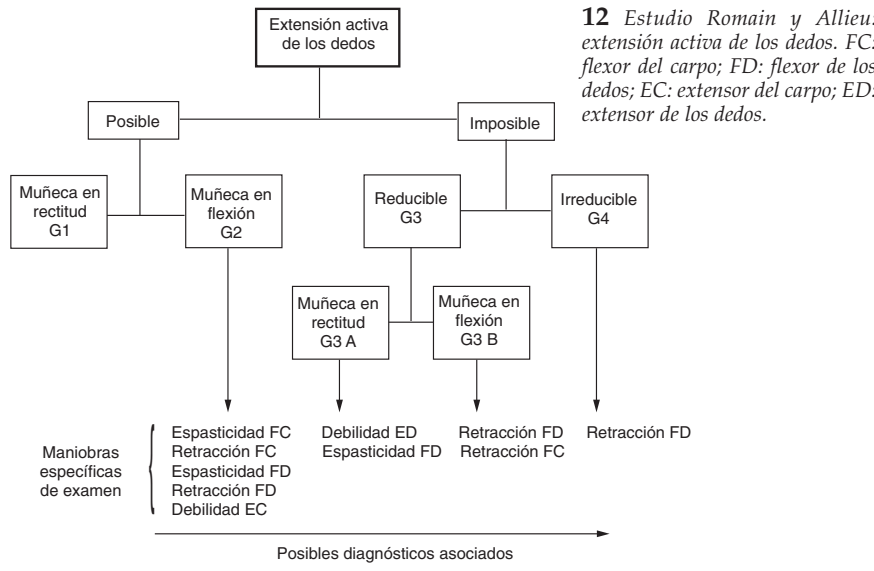 Extensión activa
de los dedos
12 Estudio Romain y Allieu:
extensión activa de los dedos. FC:
flexor del carpo; FD: flexor de los
dedos; EC: extensor del carpo; ED:
extensor de los dedos.
Posible
Imposible
Muñeca en
rectitud
G1
Muñeca en
flexión
G2
Reducible
G3
Irreducible
G4
Muñeca en
rectitud
G3 A
Muñeca en
flexión
G3 B
Maniobras
específicas
de examen
Espasticidad FC
Retracción FC
Espasticidad FD
Retracción FD
Debilidad EC
Debilidad ED
Espasticidad FD
Retracción FD
Retracción FC
Retracción FD
Posibles diagnósticos asociados